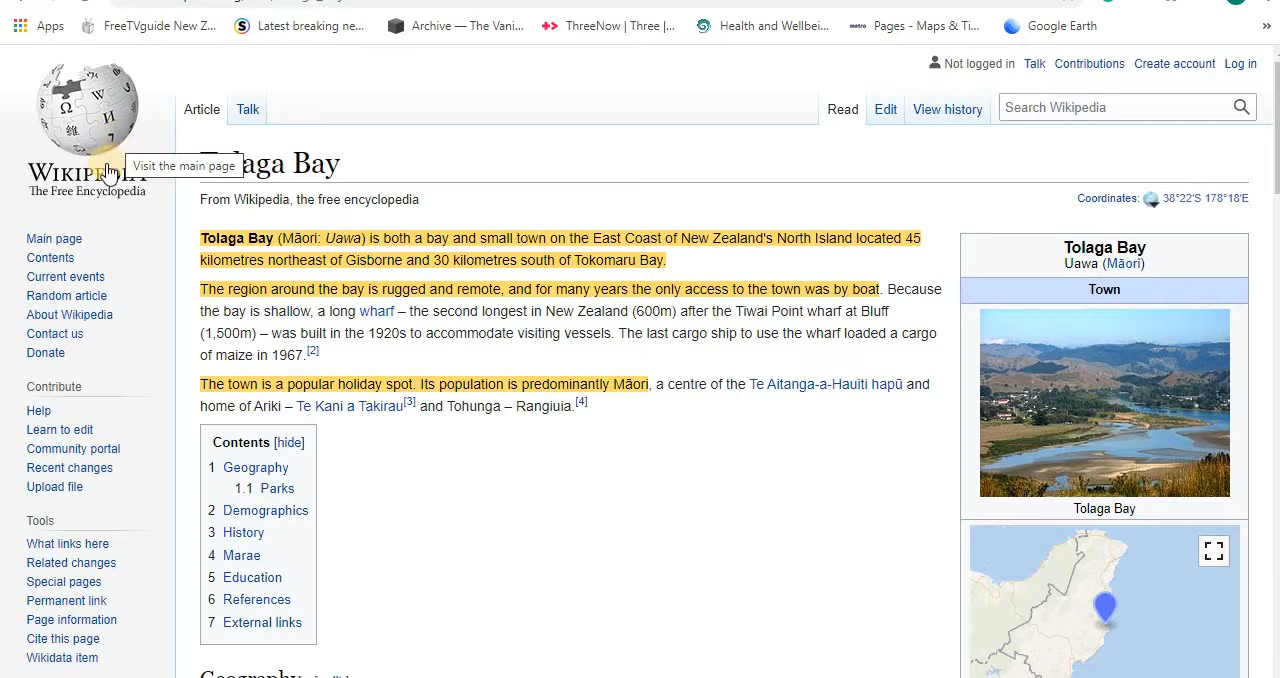 Apps FreeTVguide New Z... Latest breaking ne... Archive — The Vani... ThreeNow | Three |... Health and Wellbei... metro Pages - Maps & Ti... Google Earth »
Not logged in Talk Contributions Create account Log in
Article Talk Read Edit View history Search Wikipedia
WIKIPEDIA
The Free Encyclopedia
Visit the main page
Tolaga Bay
From Wikipedia, the free encyclopedia
Coordinates: 38°22′S 178°18′E
Main page
Contents
Current events
Random article
About Wikipedia
Contact us
Donate
Contribute
Help
Learn to edit
Community portal
Recent changes
Upload file
Tools
What links here
Related changes
Special pages
Permanent link
Page information
Cite this page
Wikidata item
Tolaga Bay (Māori: Uawa) is both a bay and small town on the East Coast of New Zealand's North Island located 45
kilometres northeast of Gisborne and 30 kilometres south of Tokomaru Bay.
The region around the bay is rugged and remote, and for many years the only access to the town was by boat. Because
the bay is shallow, a long wharf – the second longest in New Zealand (600m) after the Tiwai Point wharf at Bluff
(1,500m) – was built in the 1920s to accommodate visiting vessels. The last cargo ship to use the wharf loaded a cargo
of maize in 1967.[2]
The town is a popular holiday spot. Its population is predominantly Māori, a centre of the Te Aitanga-a-Hauiti hapū and
home of Ariki – Te Kani a Takirau[3] and Tohunga – Rangiuia.[4]
Contents [hide]
1 Geography
1.1 Parks
2 Demographics
3 History
4 Marae
5 Education
6 References
7 External links
Geography
Tolaga Bay
Uawa (Māori)
Town
Tolaga Bay